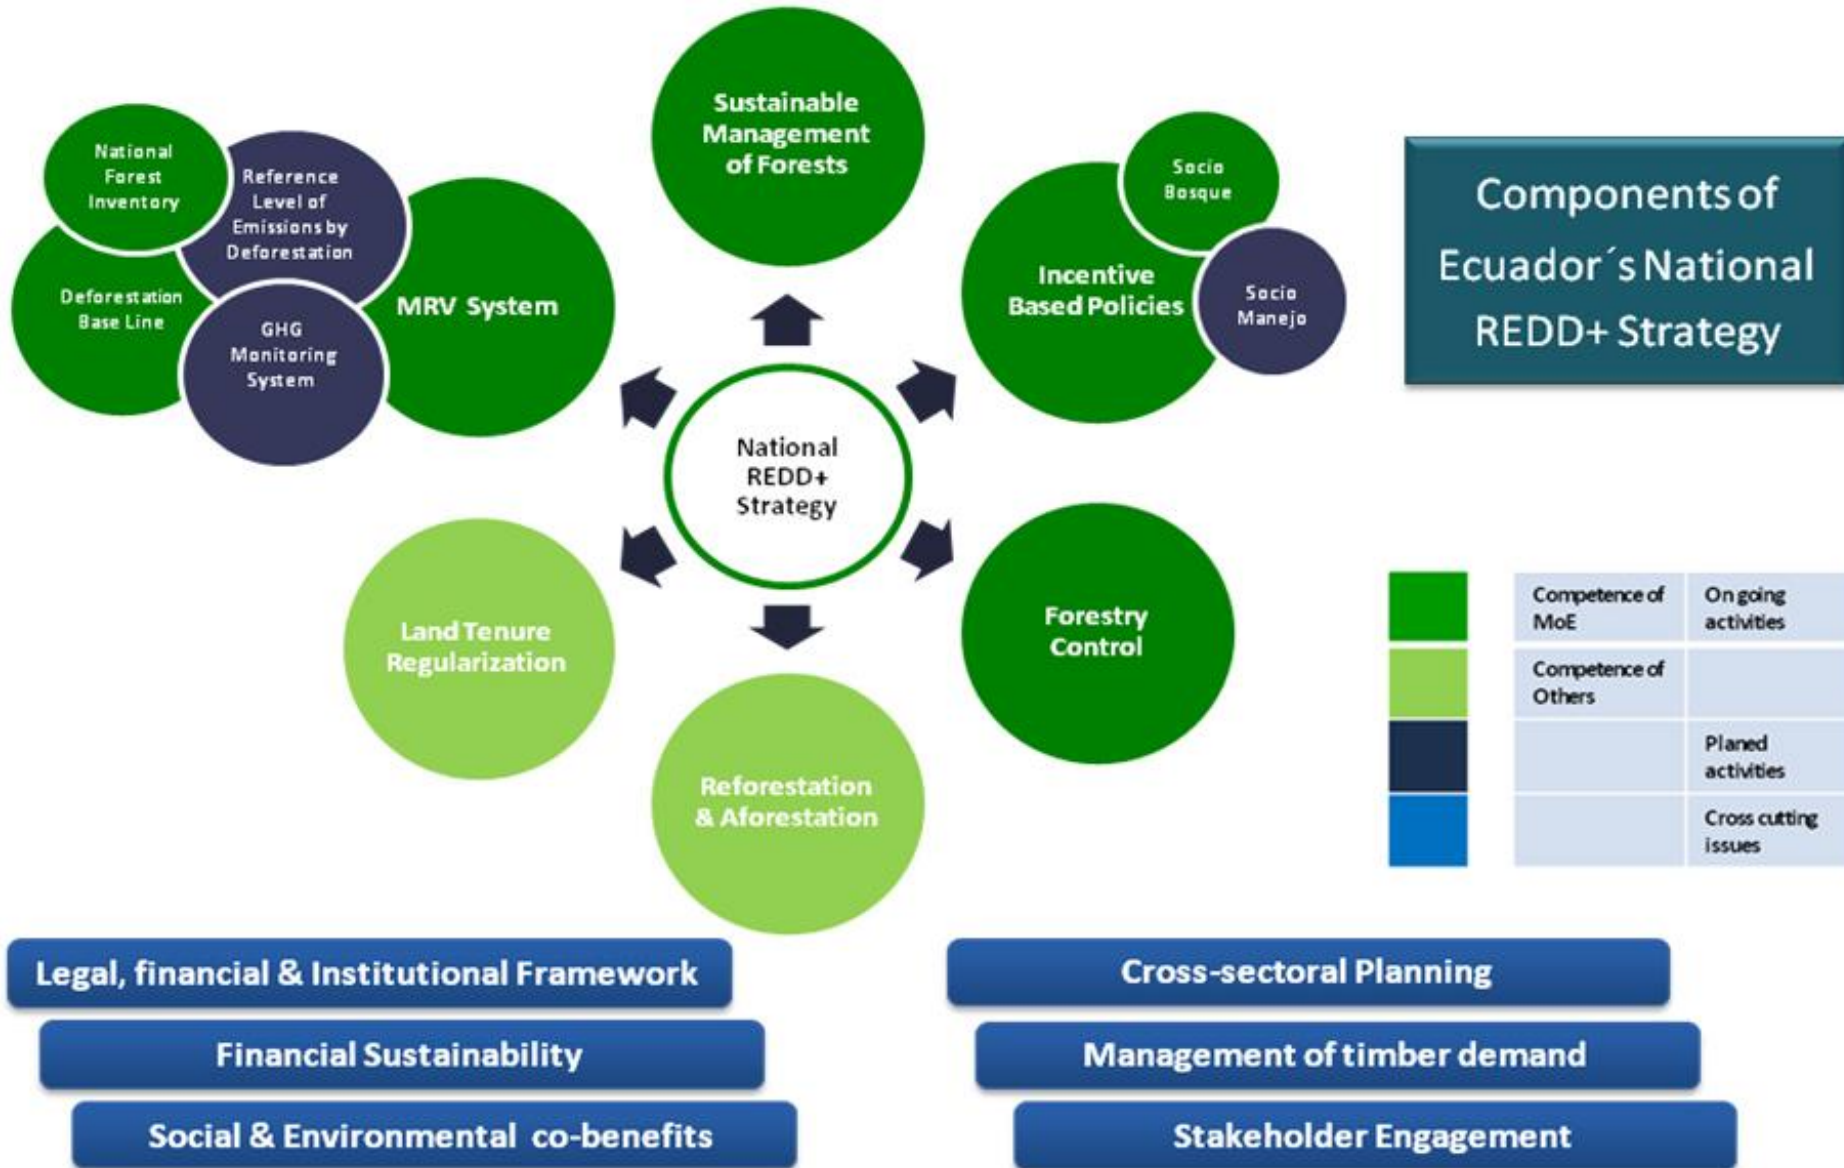 Sustainable
Management
of Forests
National
Forest
Inventory
Reference
Level of
Emissions by
Deforestation
Deforestation
Base Line
GHG
Monitoring
System
MRV System
Socio
Bosque
Incentive
Based Policies
Socio
Manejo
Components of
Ecuador´s National
REDD+ Strategy
National
REDD+
Strategy
Land Tenure
Regularization
Forestry
Control
Reforestation
& Aforestation
Competence of
MoE
On going
activities
Competence of
Others
Planed
activities
Cross cutting
issues
Legal, financial & Institutional Framework
Financial Sustainability
Social & Environmental co-benefits
Cross-sectoral Planning
Management of timber demand
Stakeholder Engagement